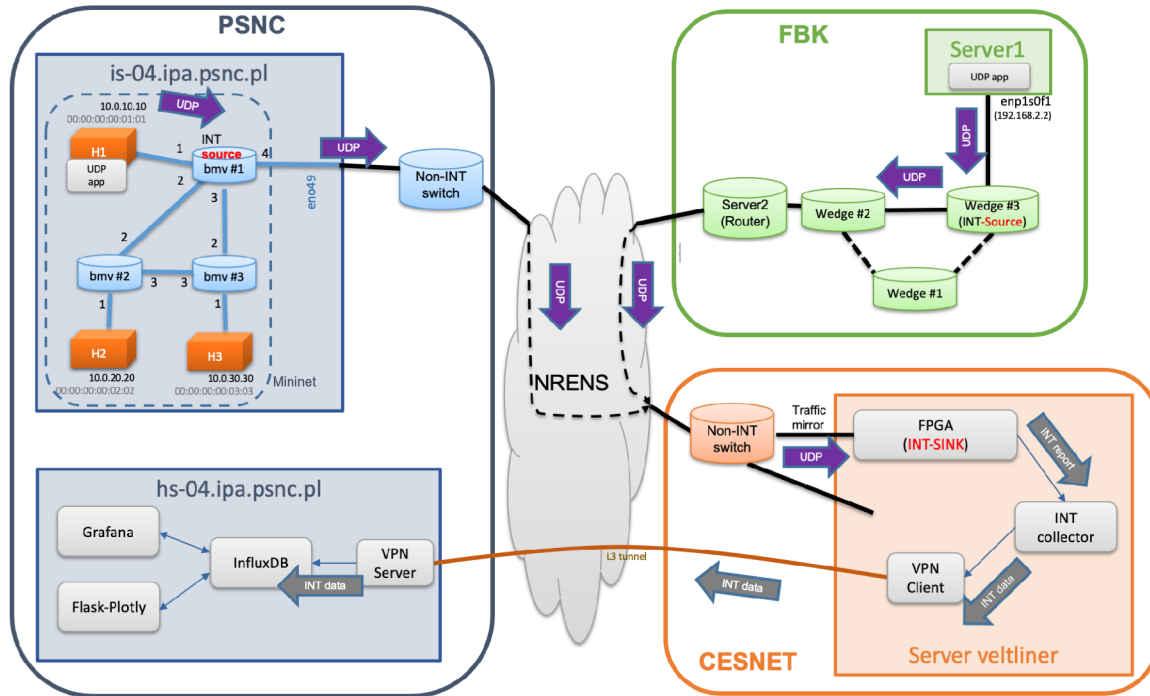 PSNC
is-04.ipa.psnc.pl
10.0.10.10
00:00:00:00:01:01
UDP
INT
source
bmv #1
H1
UDP
app
1
2
3
4
eno49
UDP
Non-INT
switch
2
2
bmv #2
bmv #3
3
3
1
1
H2
H3
10.0.20.20
00:00:00:00:02:02
10.0.30.30
00:00:00:00:03:03
Mininet
hs-04.ipa.psnc.pl
Grafana
InfluxDB
VPN
Server
INT data
Flask-Plotly
UDP
UDP
NRENS
L3 tunnel
INT data
FBK
Server1
UDP app
enp1s0f1
(192.168.2.2)
UDP
UDP
Server2
(Router)
Wedge #2
Wedge #3
(INT-Source)
Wedge #1
Non-INT
switch
Traffic
mirror
UDP
FPGA
(INT-SINK)
INT report
INT
collector
VPN
Client
INT data
CESNET
Server veltliner